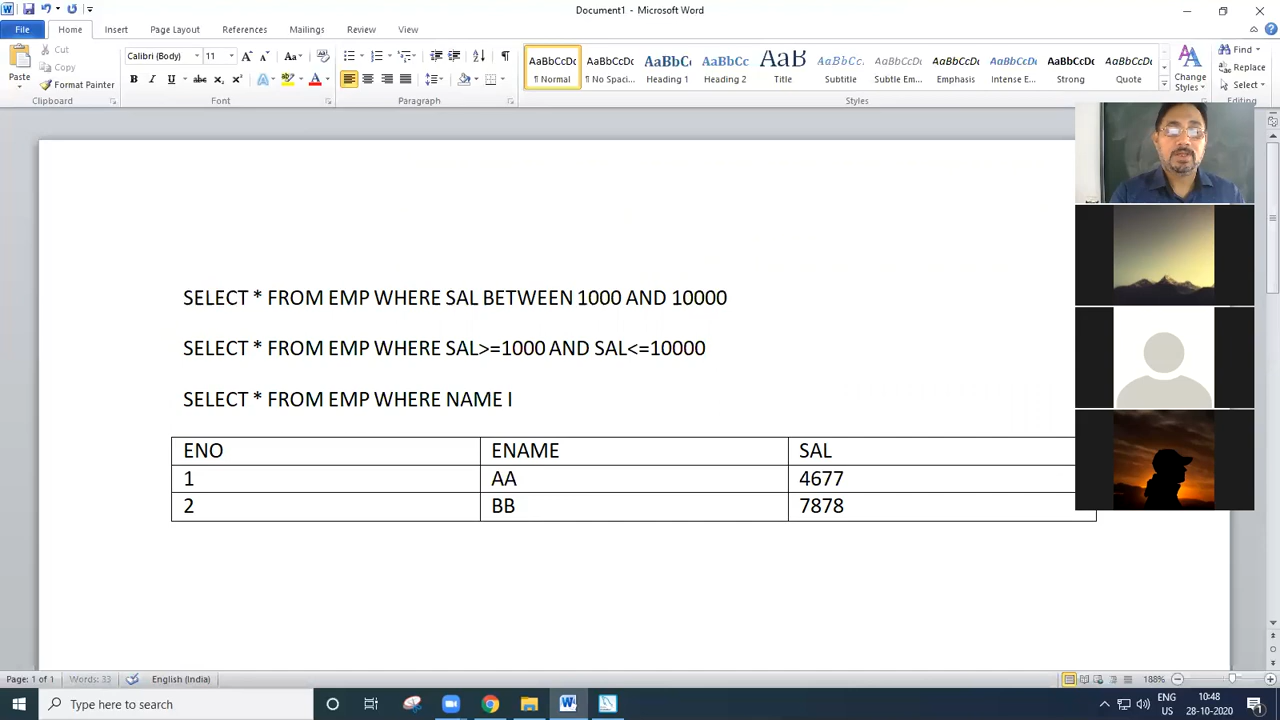 Document1 - Microsoft Word
File Home Insert Page Layout References Mailings Review View
Paste
Cut
Copy
Format Painter
Clipboard
Calibri (Body) 11
Font
Paragraph
AaBbCcDc AaBbCcDc AaBbCc AaBbCc AaB AaBbCc. AaBbCcDc AaBbCcDc AaBbCcDc AaBbCcDc AaBbCcDc
¶ Normal ¶ No Spaci... Heading 1 Heading 2 Title Subtitle Subtle Em... Emphasis Intense E... Strong Quote
Styles
Change
Styles
Find
Replace
Select
Editing
SELECT * FROM EMP WHERE SAL BETWEEN 1000 AND 10000
SELECT * FROM EMP WHERE SAL>=1000 AND SAL<=10000
SELECT * FROM EMP WHERE NAME I
ENO ENAME SAL
1 AA 4677
2 BB 7878
Page: 1 of 1 Words: 33 English (India) 188%
Type here to search
ENG
US
10:48
28-10-2020